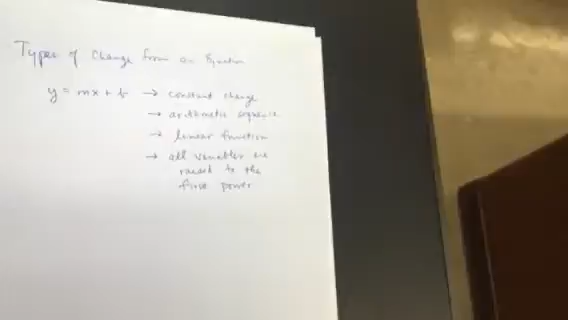 Types of Change from an Equation
y = mx + b → constant change
→ arithmetic sequence
→ linear function
→ all variables are
raised to the
first power